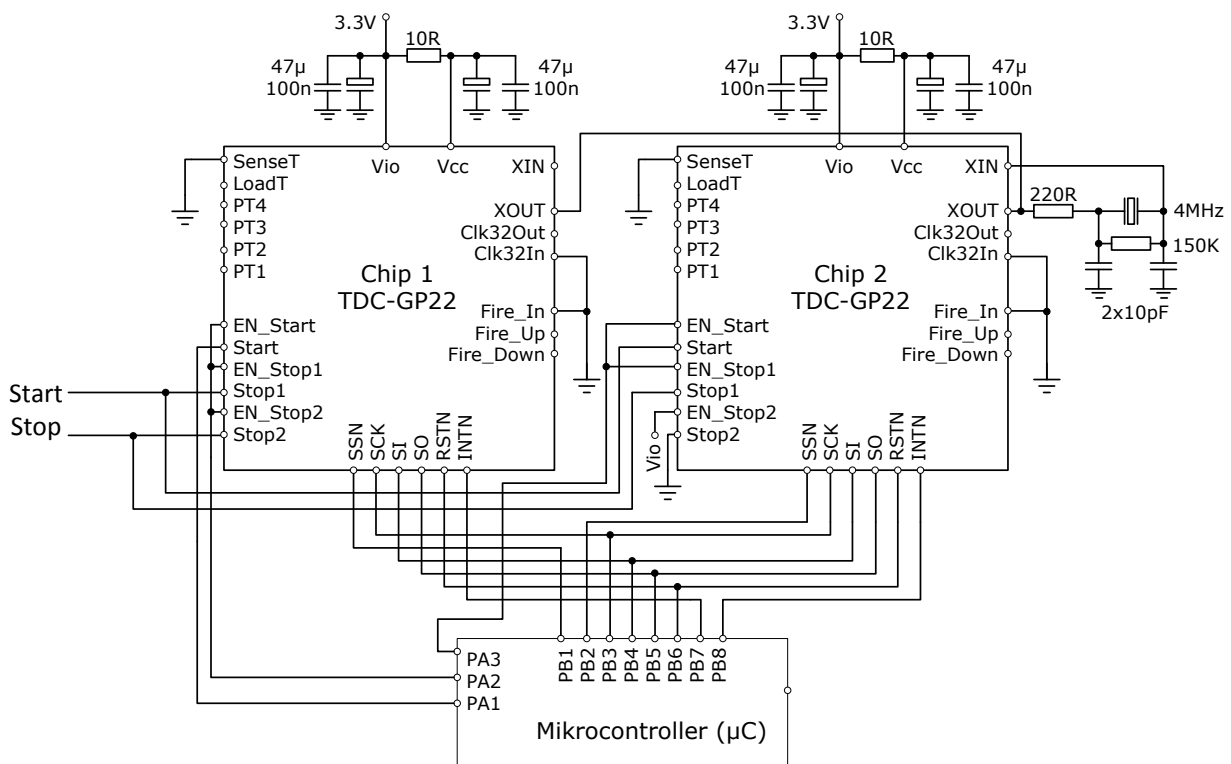 3.3V
10R
47µ
100n
47µ
100n
3.3V
10R
47µ
100n
47µ
100n
SenseT
LoadT
PT4
PT3
PT2
PT1
Vio
Vcc
XIN
XOUT
Clk32Out
Clk32In
Chip 1
TDC-GP22
Fire_In
Fire_Up
Fire_Down
EN_Start
Start
EN_Stop1
Stop1
EN_Stop2
Stop2
SSN
SCK
SI
SO
RSTN
INTN
Start
Stop
SenseT
LoadT
PT4
PT3
PT2
PT1
Vio
Vcc
XIN
XOUT
Clk32Out
Clk32In
Chip 2
TDC-GP22
Fire_In
Fire_Up
Fire_Down
EN_Start
Start
EN_Stop1
Stop1
EN_Stop2
Stop2
Vio
SSN
SCK
SI
SO
RSTN
INTN
220R
4MHz
150K
2x10pF
PA3
PA2
PA1
PB1
PB2
PB3
PB4
PB5
PB6
PB7
PB8
Mikrocontroller (µC)